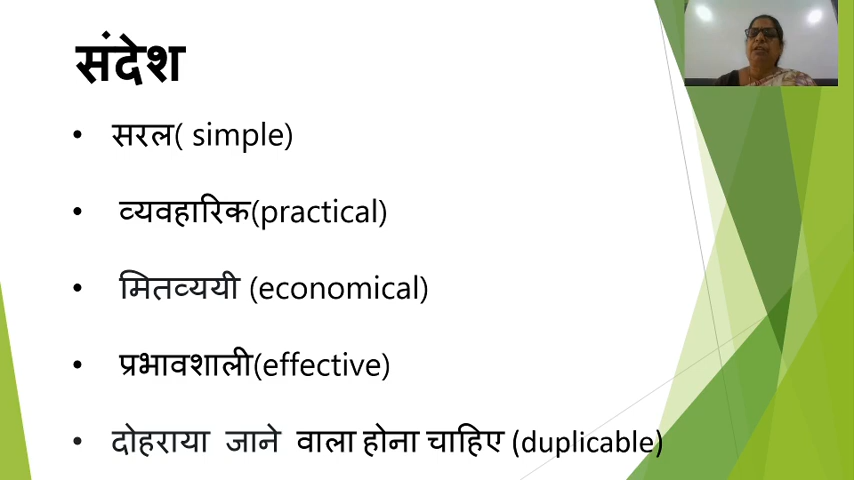 संदेश
• सरल( simple)
• व्यवहारिक(practical)
• मितव्ययी (economical)
• प्रभावशाली(effective)
• दोहराया जाने वाला होना चाहिए (duplicable)